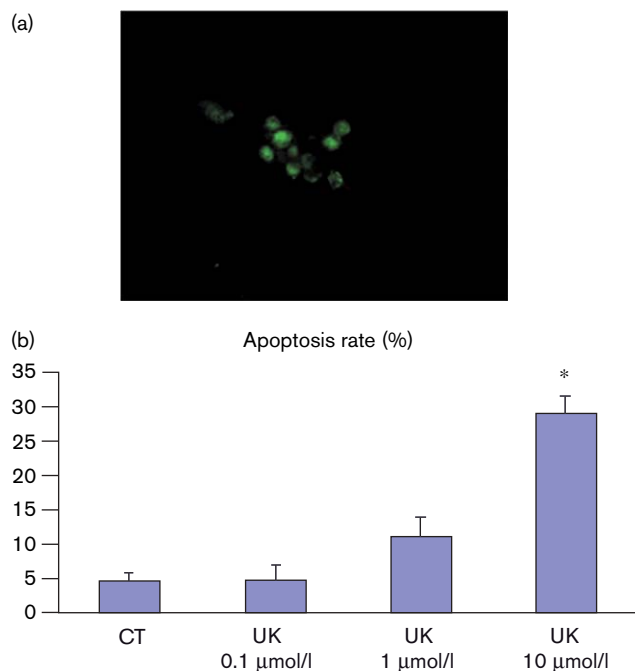 (a)
(b)
Apoptosis rate (%)
35
30
25
20
15
10
5
0
*
CT
UK
0.1 μmol/l
UK
1 μmol/l
UK
10 μmol/l